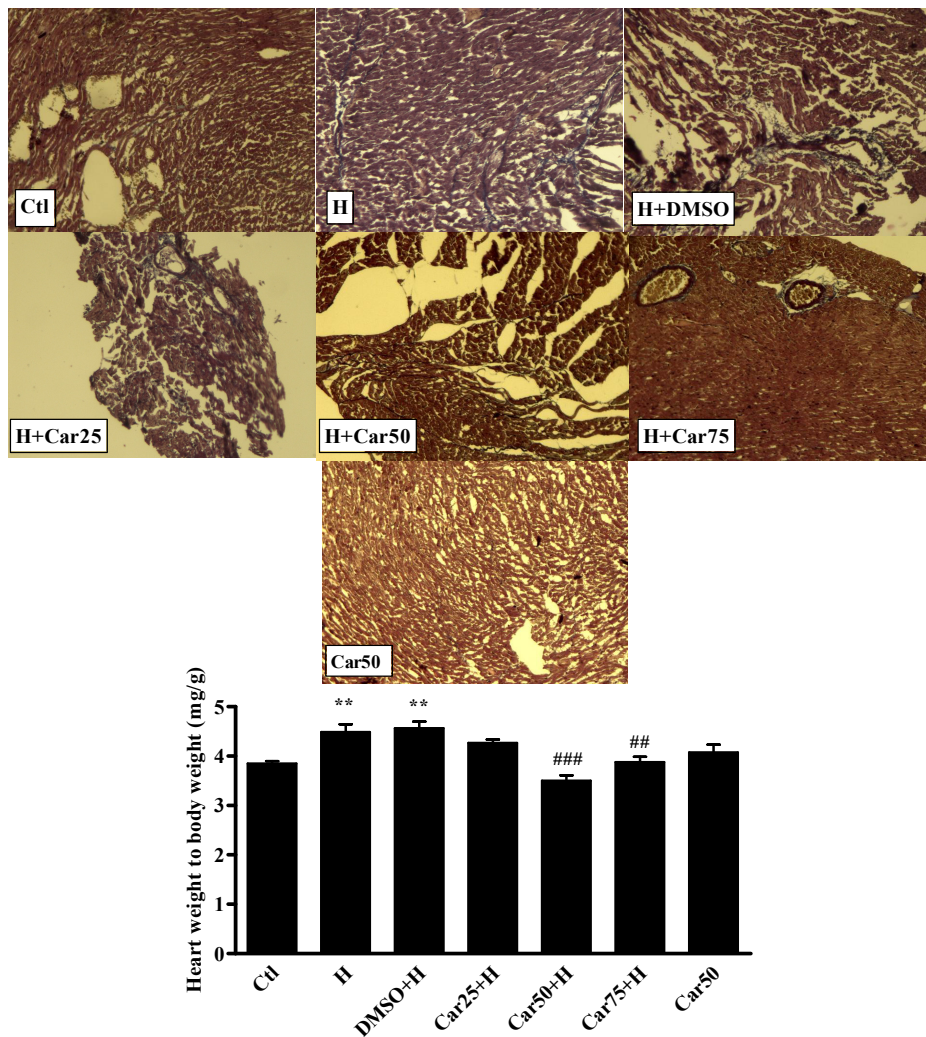 Ctl
H
H+DMSO
H+Car25
H+Car50
H+Car75
Car50
Heart weight to body weight (mg/g)
5
4
3
2
1
0
**
**
###
##
Ctl
H
DMSO+H
Car25+H
Car50+H
Car75+H
Car50